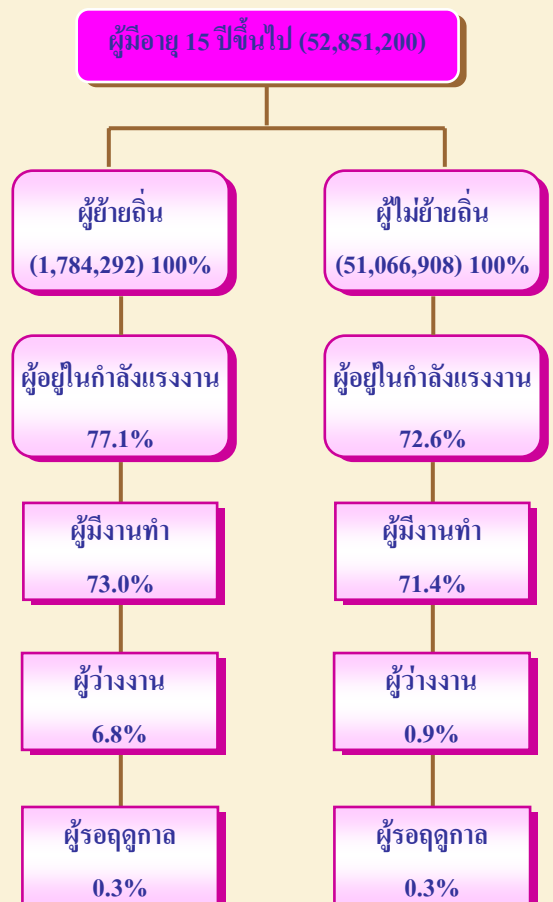 ผู้มีอายุ 15 ปีขึ้นไป (52,851,200)
ผู้ย้ายถิ่น
(1,784,292) 100%
ผู้อยู่ในกำลังแรงงาน
77.1%
ผู้มีงานทำ
73.0%
ผู้ว่างงาน
6.8%
ผู้รอฤดูกาล
0.3%
ผู้ไม่ย้ายถิ่น
(51,066,908) 100%
ผู้อยู่ในกำลังแรงงาน
72.6%
ผู้มีงานทำ
71.4%
ผู้ว่างงาน
0.9%
ผู้รอฤดูกาล
0.3%